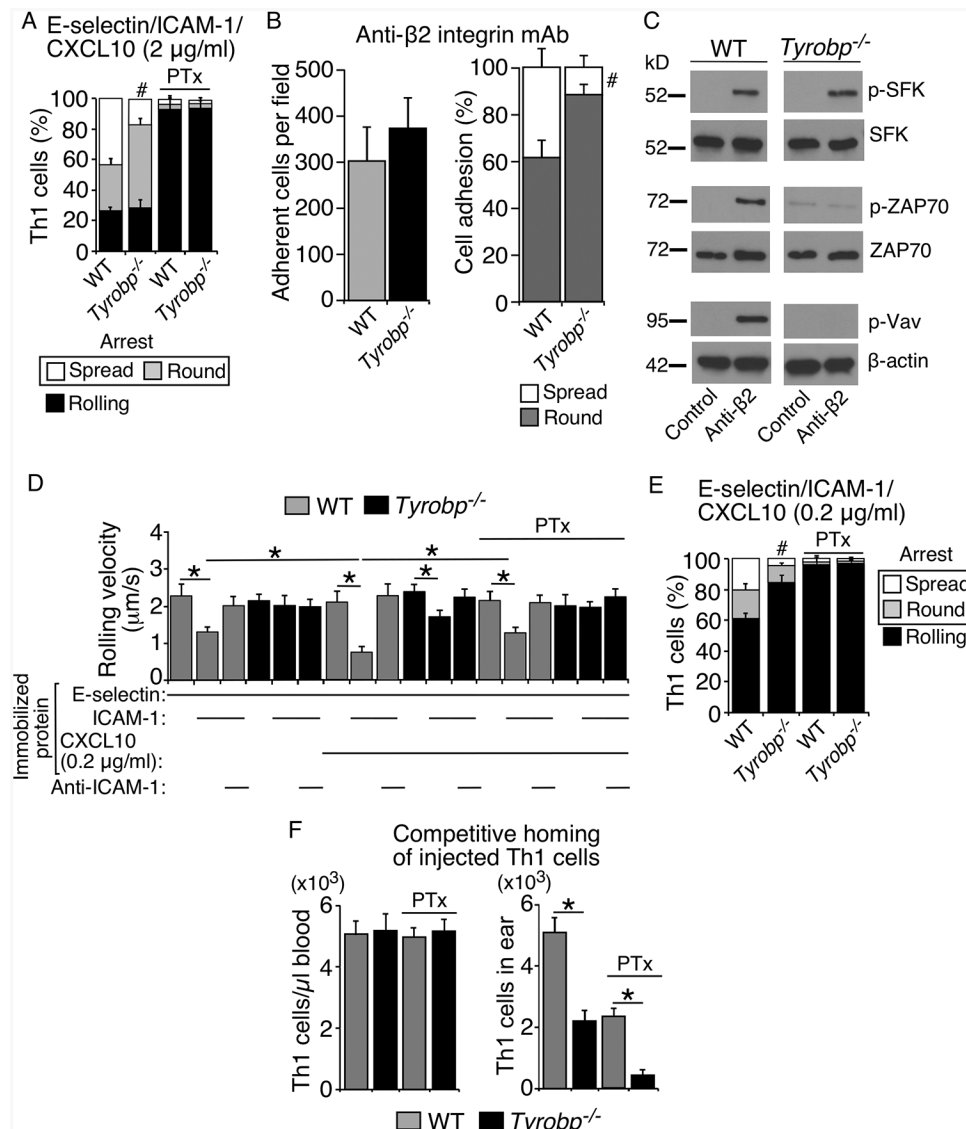 A E-selectin/ICAM-1/
CXCL10 (2 µg/ml)
#
PTx
Th1 cells (%)
100
80
60
40
20
0
WT
Tyrobp-/-
WT
Tyrobp-/-
Arrest
Spread Round
Rolling
B Anti-β2 integrin mAb
Adherent cells per field
500
400
300
200
100
0
WT
Tyrobp-/-
Cell adhesion (%)
100
80
60
40
20
0
#
WT
Tyrobp-/-
Spread
Round
C
WT Tyrobp-/-
kD
52 p-SFK
52 SFK
72 p-ZAP70
72 ZAP70
95 p-Vav
42 β-actin
Control Anti-β2 Control Anti-β2
D
WT Tyrobp-/-
PTx
Rolling velocity
(µm/s)
4
3
2
1
0
* * * * * *
Immobilized
protein
E-selectin:
ICAM-1:
CXCL10
(0.2 µg/ml):
Anti-ICAM-1:
E E-selectin/ICAM-1/
CXCL10 (0.2 µg/ml)
#
PTx
Th1 cells (%)
100
80
60
40
20
0
WT
Tyrobp-/-
WT
Tyrobp-/-
Arrest
Spread
Round
Rolling
F Competitive homing
of injected Th1 cells
(x10³)
PTx
Th1 cells/µl blood
6
4
2
0
(x10³)
*
PTx
*
Th1 cells in ear
6
4
2
0
WT Tyrobp-/-